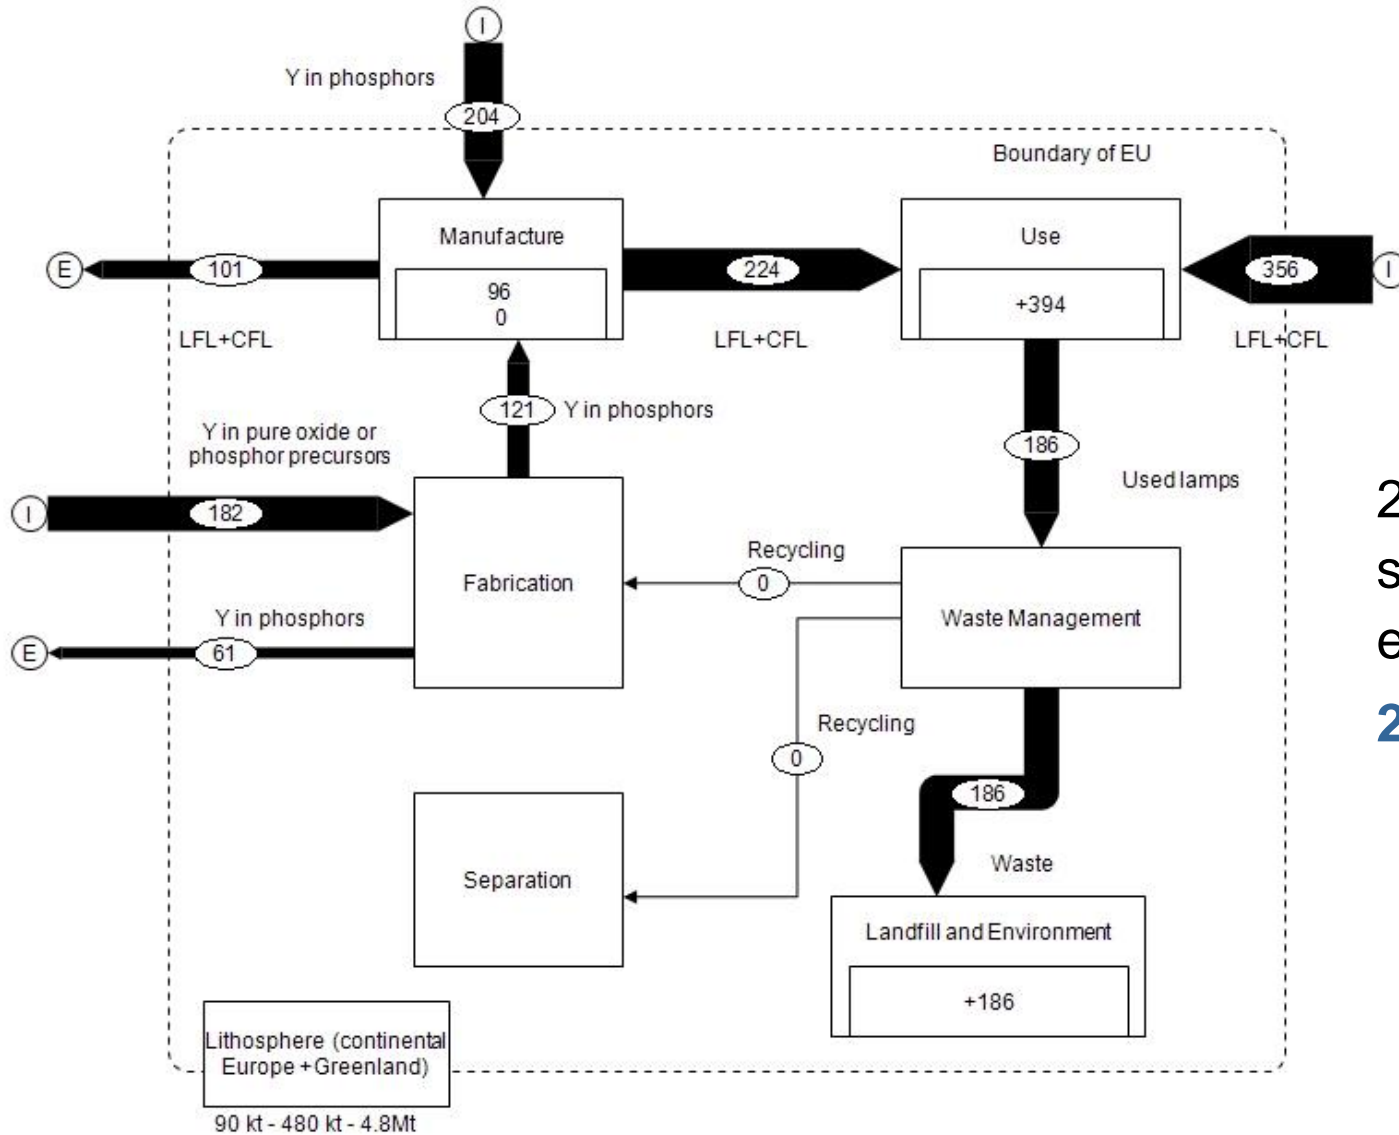 I
Y in phosphors
204
Boundary of EU
Manufacture
96
0
Use
+394
E
101
224
356
I
LFL+CFL
LFL+CFL
LFL+CFL
121
Y in phosphors
Y in pure oxide or
phosphor precursors
186
Used lamps
I
182
Recycling
0
Fabrication
Waste Management
Y in phosphors
E
61
Recycling
0
186
Waste
Separation
Landfill and Environment
+186
Lithosphere (continental
Europe +Greenland)
90 kt - 480 kt - 4.8Mt
2
s
e
2